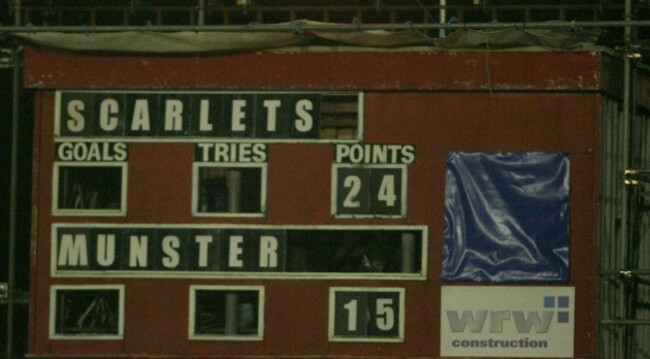 SCARLETS
GOALS TRIES POINTS
24
MUNSTER
15
wrw
construction